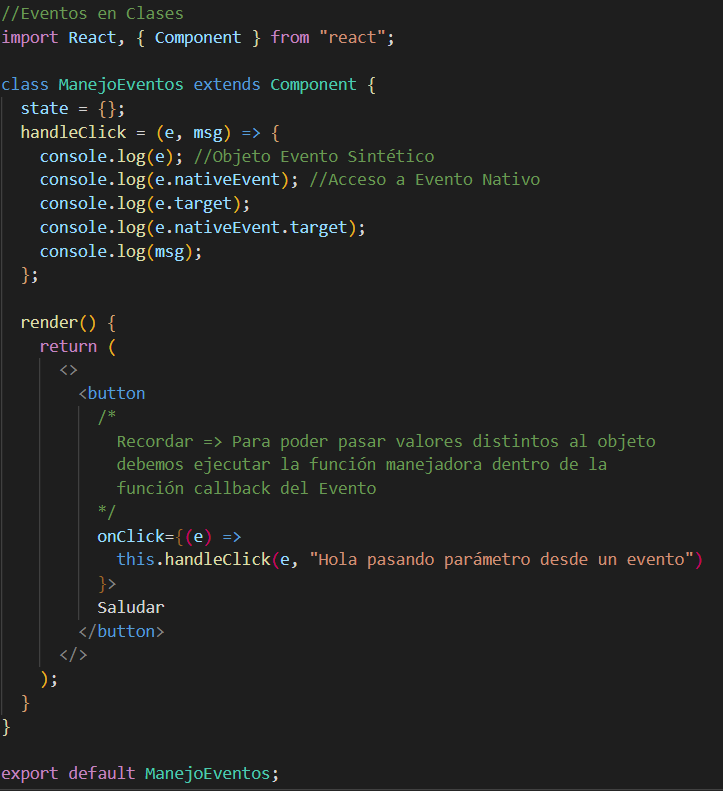 //Eventos en Clases
import React, { Component } from "react";
class ManejoEventos extends Component {
  state = {};
  handleClick = (e, msg) => {
    console.log(e); //Objeto Evento Sintético
    console.log(e.nativeEvent); //Acceso a Evento Nativo
    console.log(e.target);
    console.log(e.nativeEvent.target);
    console.log(msg);
  };
  render() {
    return (
      <>
        <button
          /*
            Recordar => Para poder pasar valores distintos al objeto
            debemos ejecutar la función manejadora dentro de la
            función callback del Evento
          */
          onClick={(e) =>
            this.handleClick(e, "Hola pasando parámetro desde un evento")
          }>
          Saludar
        </button>
      </>
    );
  }
}
export default ManejoEventos;